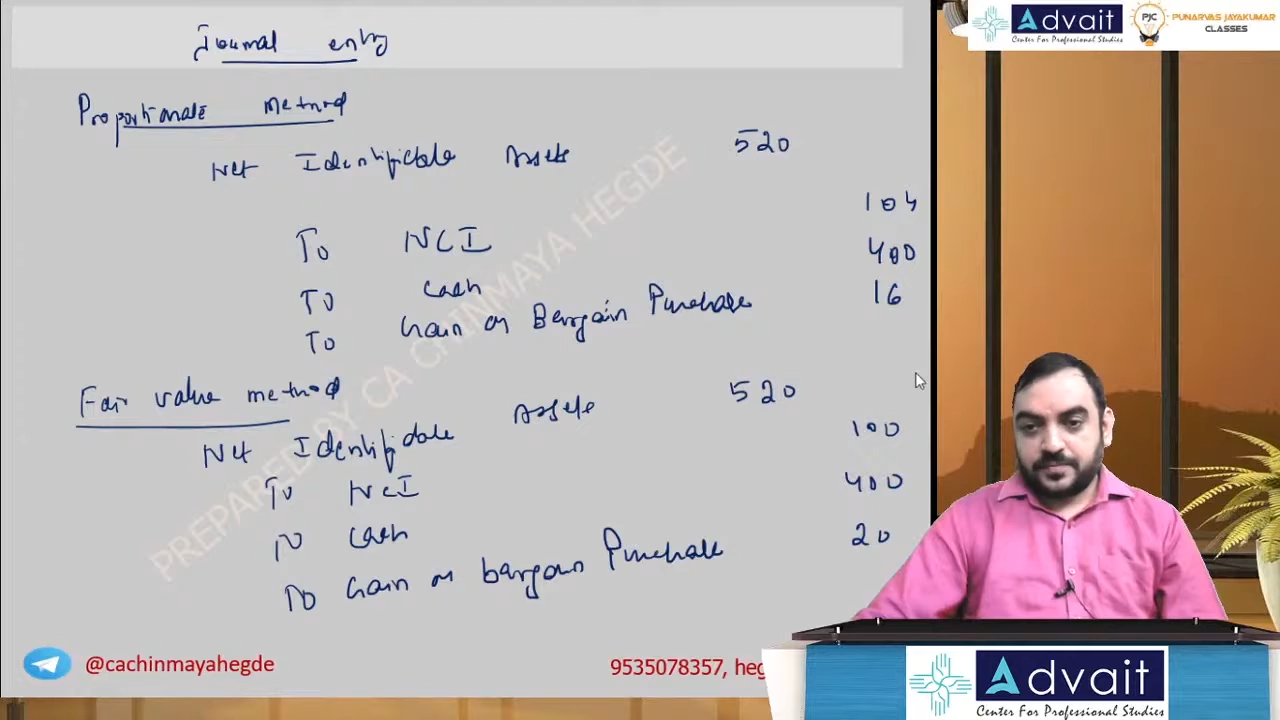 Journal entry
Proportionate method
Net Identifiable Assets 520
To NCI 104
To Cash 400
To Gain on Bargain Purchase 16
Fair value method
Net Identifiable Assets 520
To NCI 100
To Cash 400
To Gain on bargain Purchase 20
PREPARED BY CA CHINMAYA HEGDE
@cachinmayahegde
9535078357, heg
Advait
Center For Professional Studies
PJC
PUNARVAS JAYAKUMAR
CLASSES
Advait
Center For Professional Studies